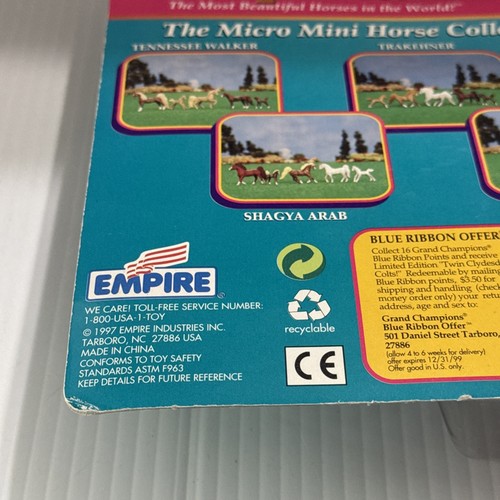 The Most Beautiful Horses in the World!™
The Micro Mini Horse
TENNESSEE WALKER
TRAKEHNER
SHAGYA ARAB
EMPIRE
WE CARE! TOLL-FREE SERVICE NUMBER:
1-800-USA-1-TOY
© 1997 EMPIRE INDUSTRIES INC.
TARBORO, NC 27886 USA
MADE IN CHINA
CONFORMS TO TOY SAFETY
STANDARDS ASTM F963
KEEP DETAILS FOR FUTURE REFERENCE
recyclable
CE
BLUE RIBBON OFFER
Collect 16 Grand Champions®
Blue Ribbon Points and receive
Limited Edition "Twin Clydesd
Colts!" Redeemable by mailing
Blue Ribbon points, $3.50 for
shipping and handling (check
money order only) your retu
address, age and sex to:
Grand Champions®
Blue Ribbon Offer™
501 Daniel Street Tarboro,
27886
(allow 4 to 6 weeks for delivery)
offer expires 12/31/99
Offer good in U.S. only.